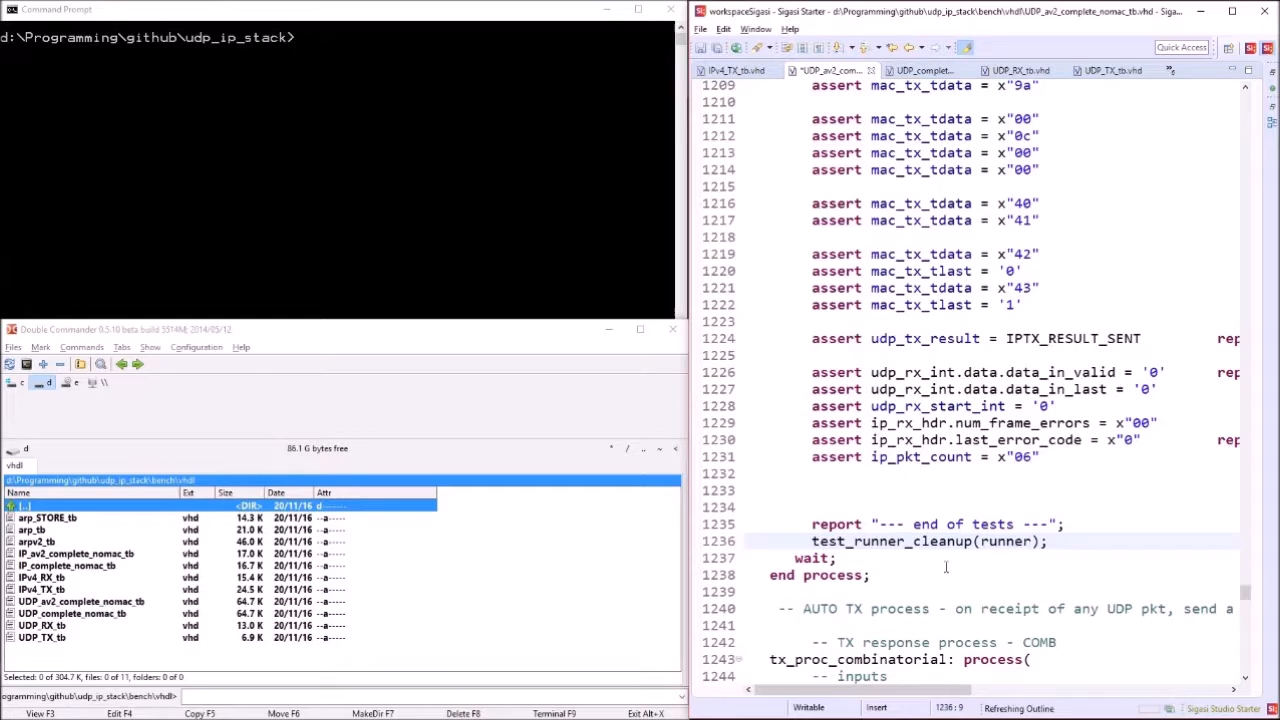 Command Prompt
d:\Programming\github\udp_ip_stack>
Double Commander 0.5.10 beta build 5514M; 2014/05/12
Files Mark Commands Tabs Show Configuration Help
c d e \\
d 86.1 G bytes free * / .. ~ <
vhdl
d:\Programming\github\udp_ip_stack\bench\vhdl
Name Ext Size Date Attr
[..] <DIR> 20/11/16 d-------
arp_STORE_tb vhd 14.3 K 20/11/16 --a-----
arp_tb vhd 21.0 K 20/11/16 --a-----
arpv2_tb vhd 46.0 K 20/11/16 --a-----
IP_av2_complete_nomac_tb vhd 17.0 K 20/11/16 --a-----
IP_complete_nomac_tb vhd 16.7 K 20/11/16 --a-----
IPv4_RX_tb vhd 15.4 K 20/11/16 --a-----
IPv4_TX_tb vhd 24.5 K 20/11/16 --a-----
UDP_av2_complete_nomac_tb vhd 64.7 K 20/11/16 --a-----
UDP_complete_nomac_tb vhd 64.7 K 20/11/16 --a-----
UDP_RX_tb vhd 13.0 K 20/11/16 --a-----
UDP_TX_tb vhd 6.9 K 20/11/16 --a-----
Selected: 0 of 304.7 K, files: 0 of 11, folders: 0 of 0
ogramming\github\udp_ip_stack\bench\vhdl>
View F3 Edit F4 Copy F5 Move F6 MakeDir F7 Delete F8 Terminal F9 Exit Alt+X
workspaceSigasi - Sigasi Starter - d:\Programming\github\udp_ip_stack\bench\vhdl\UDP_av2_complete_nomac_tb.vhd - Sigasi...
File Edit Window Help
Quick Access
IPv4_TX_tb.vhd *UDP_av2_com... UDP_complet... UDP_RX_tb.vhd UDP_TX_tb.vhd
1209 assert mac_tx_tdata = x"9a"
1210
1211 assert mac_tx_tdata = x"00"
1212 assert mac_tx_tdata = x"0c"
1213 assert mac_tx_tdata = x"00"
1214 assert mac_tx_tdata = x"00"
1215
1216 assert mac_tx_tdata = x"40"
1217 assert mac_tx_tdata = x"41"
1218
1219 assert mac_tx_tdata = x"42"
1220 assert mac_tx_tlast = '0'
1221 assert mac_tx_tdata = x"43"
1222 assert mac_tx_tlast = '1'
1223
1224 assert udp_tx_result = IPTX_RESULT_SENT rep
1225
1226 assert udp_rx_int.data.data_in_valid = '0' rep
1227 assert udp_rx_int.data.data_in_last = '0'
1228 assert udp_rx_start_int = '0'
1229 assert ip_rx_hdr.num_frame_errors = x"00"
1230 assert ip_rx_hdr.last_error_code = x"0" rep
1231 assert ip_pkt_count = x"06"
1232
1233
1234
1235 report "--- end of tests ---";
1236 test_runner_cleanup(runner);
1237 wait;
1238 end process;
1239
1240 -- AUTO TX process - on receipt of any UDP pkt, send a
1241
1242 -- TX response process - COMB
1243 tx_proc_combinatorial: process(
1244 -- inputs
Writable Insert 1236 : 9 Refreshing Outline Sigasi Studio Starter